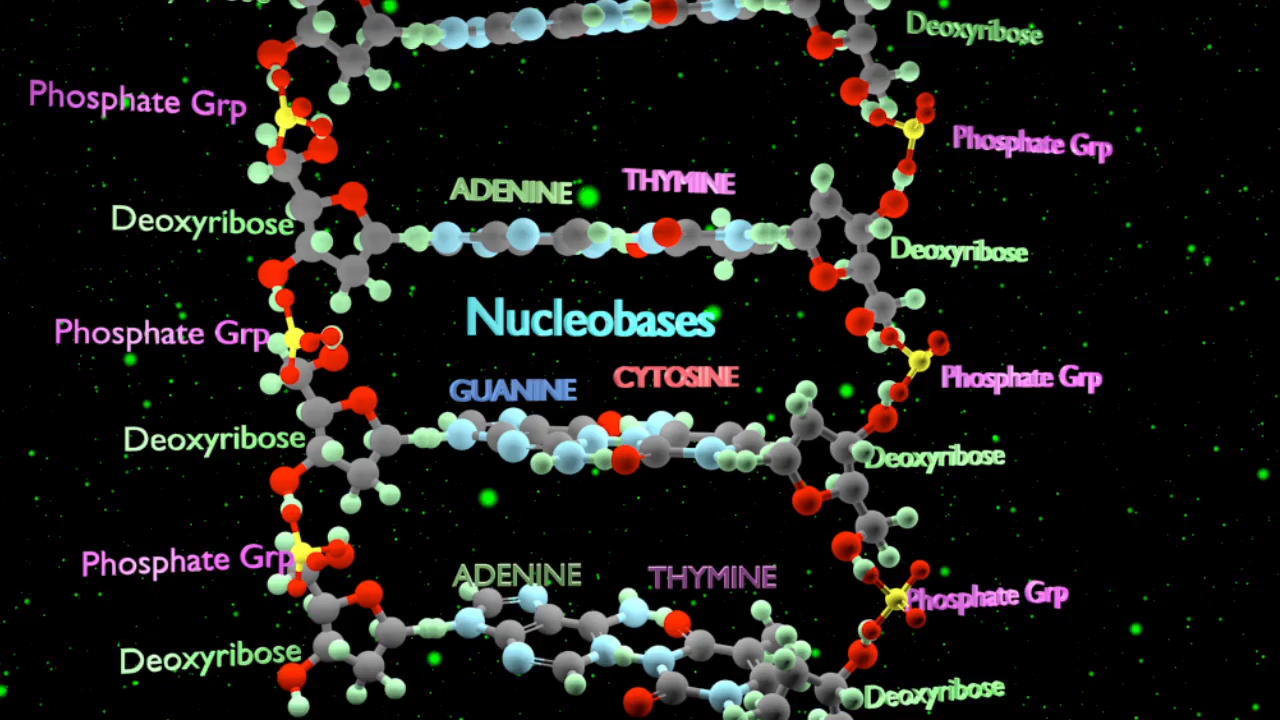 Deoxyribose
Phosphate Grp
Phosphate Grp
ADENINE THYMINE
Deoxyribose
Deoxyribose
Nucleobases
Phosphate Grp
GUANINE CYTOSINE
Phosphate Grp
Deoxyribose
Deoxyribose
Phosphate Grp
ADENINE THYMINE
Phosphate Grp
Deoxyribose
Deoxyribose